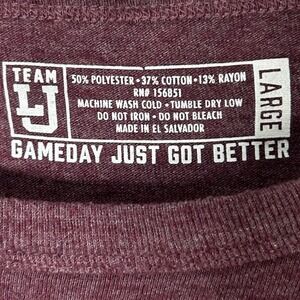 TEAM
LJ
50% POLYESTER • 37% COTTON • 13% RAYON
RN# 156851
MACHINE WASH COLD • TUMBLE DRY LOW
DO NOT IRON • DO NOT BLEACH
MADE IN EL SALVADOR
LARGE
GAMEDAY JUST GOT BETTER